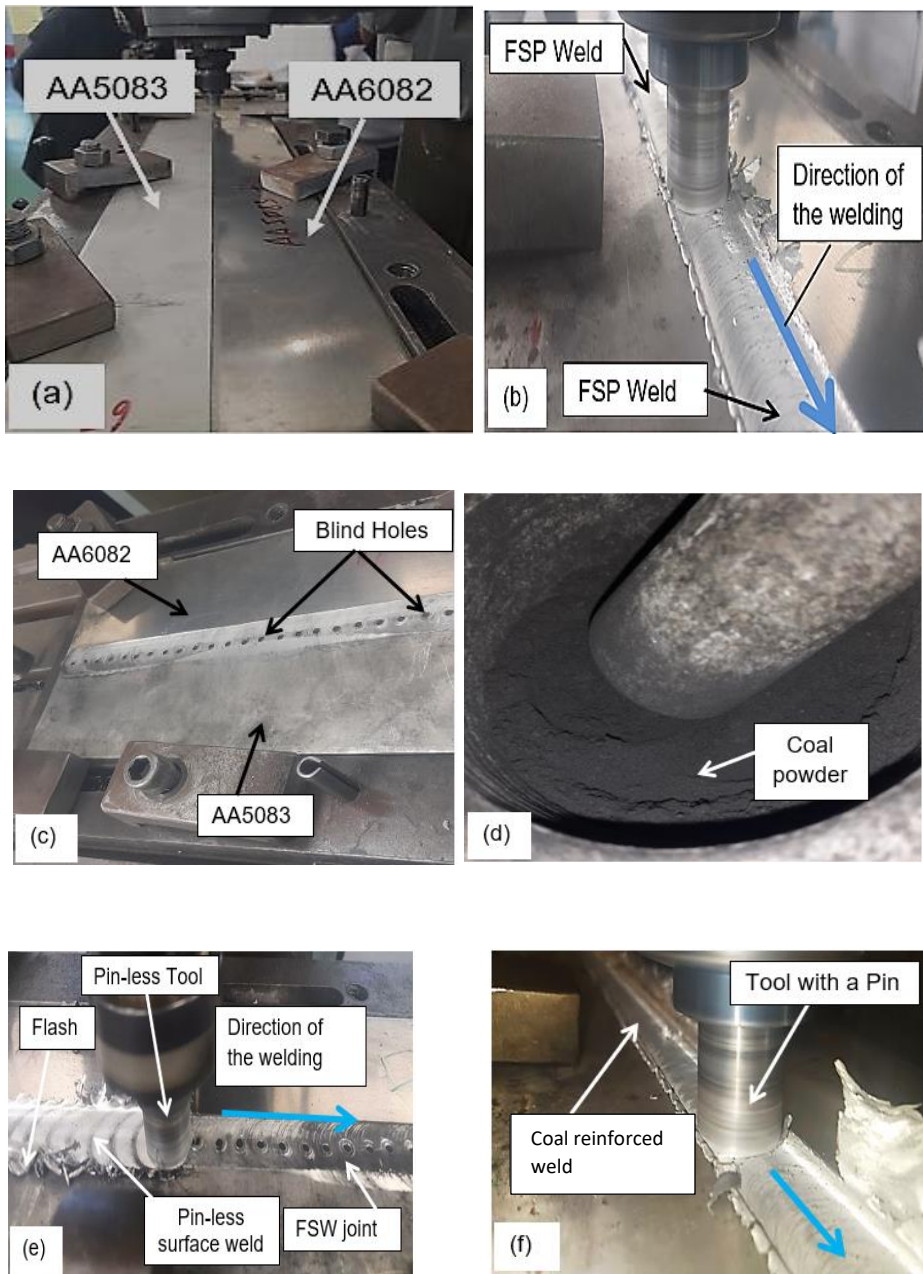 AA5083
AA6082
(a)
FSP Weld
Direction of
the welding
FSP Weld
(b)
AA6082
Blind Holes
AA5083
(c)
Coal
powder
(d)
Pin-less Tool
Flash
Direction of
the welding
Pin-less
surface weld
FSW joint
(e)
Tool with a Pin
Coal reinforced
weld
(f)